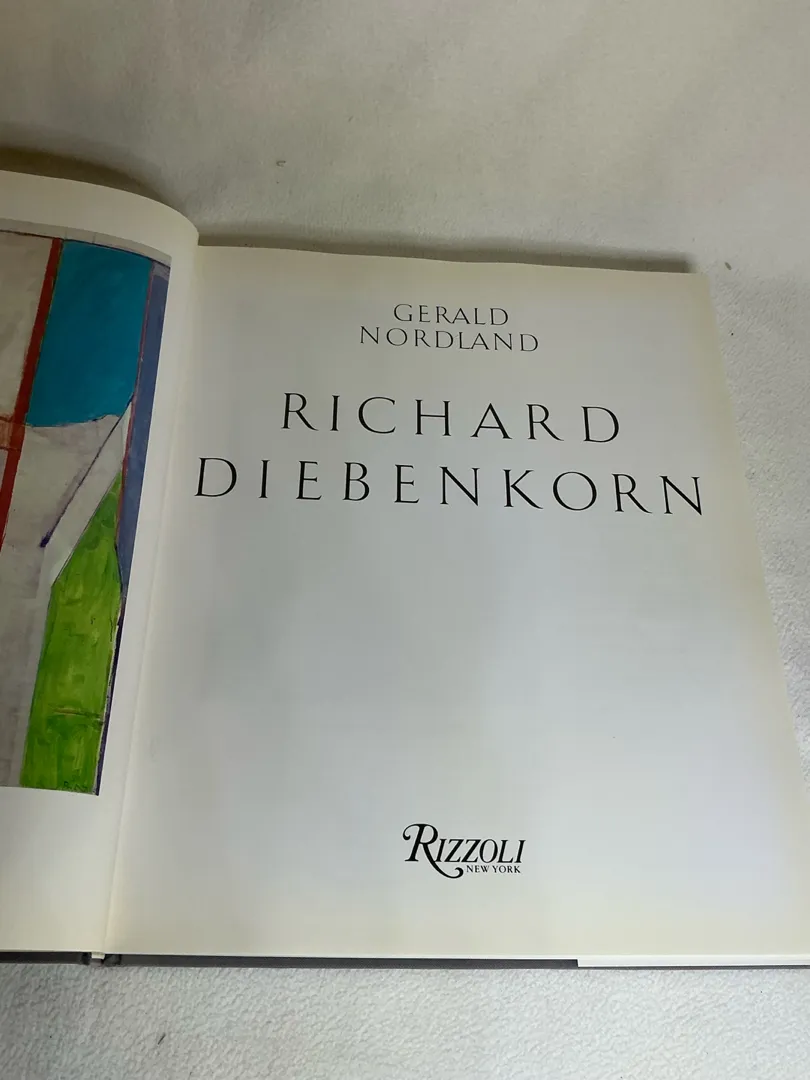 GERALD
NORDLAND
RICHARD
DIEBENKORN
RIZZOLI
NEW YORK